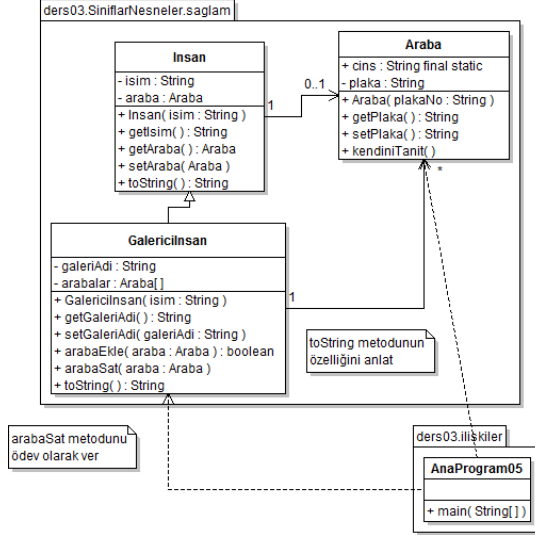 ders03.SiniflarNesneler.saglam
Insan
- isim : String
- araba : Araba
+ Insan( isim : String )
+ getIsim( ) : String
+ getAraba( ) : Araba
+ setAraba( Araba )
+ toString( ) : String
1
0..1
Araba
+ cins : String final static
- plaka : String
+ Araba( plakaNo : String )
+ getPlaka( ) : String
+ setPlaka( ) : String
+ kendiniTanit( )
*
GalericiInsan
- galeriAdi : String
- arabalar : Araba[ ]
+ GalericiInsan( isim : String )
+ getGaleriAdi( ) : String
+ setGaleriAdi( galeriAdi : String )
+ arabaEkle( araba : Araba ) : boolean
+ arabaSat( araba : Araba )
+ toString( ) : String
1
toString metodunun
özelliğini anlat
arabaSat metodunu
ödev olarak ver
ders03.iliskiler
AnaProgram05
+ main( String[ ] )